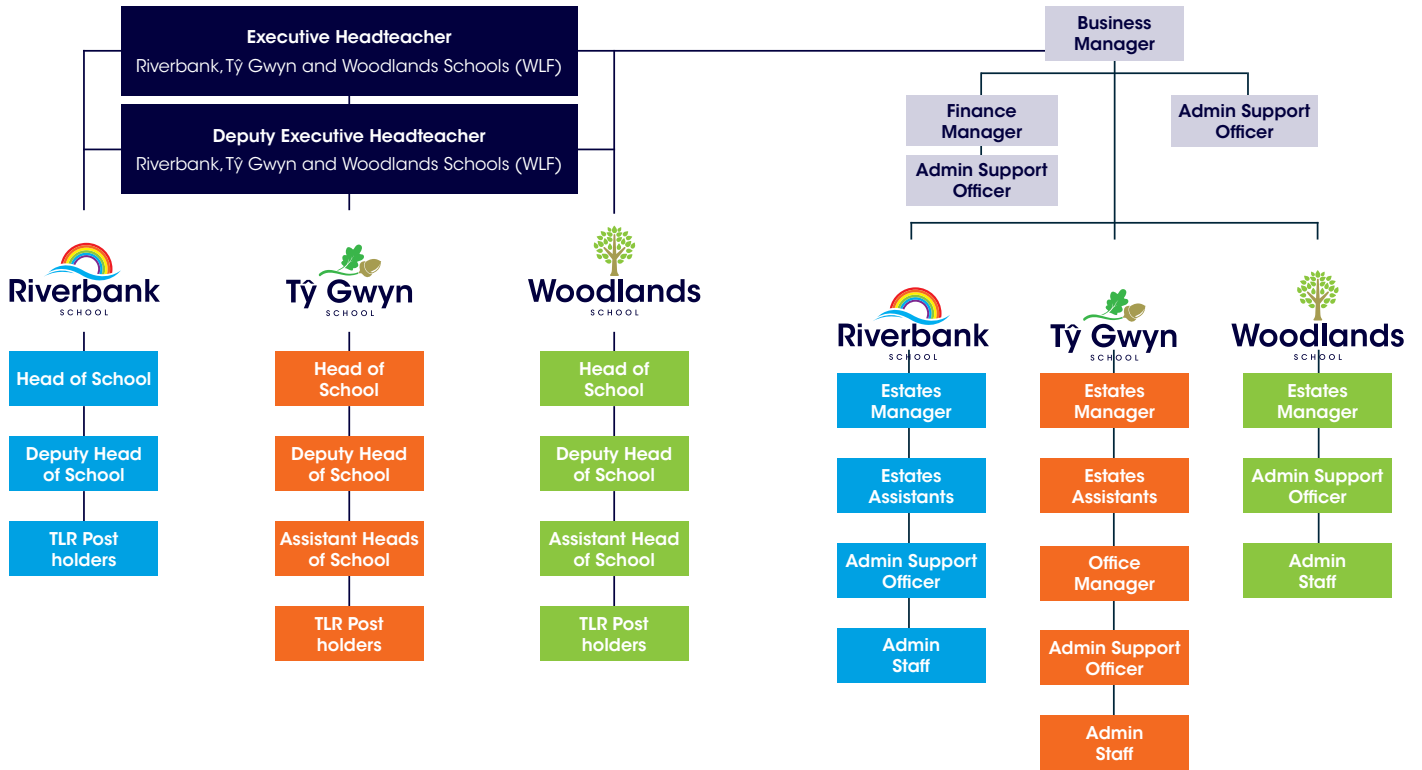 Executive Headteacher
Riverbank, Tŷ Gwyn and Woodlands Schools (WLF)
Deputy Executive Headteacher
Riverbank, Tŷ Gwyn and Woodlands Schools (WLF)
Business
Manager
Finance
Manager
Admin Support
Officer
Admin Support
Officer
Riverbank
SCHOOL
Head of School
Deputy Head
of School
TLR Post
holders
Tŷ Gwyn
SCHOOL
Head of
School
Deputy Head
of School
Assistant Heads
of School
TLR Post
holders
Woodlands
SCHOOL
Head of
School
Deputy Head
of School
Assistant Head
of School
TLR Post
holders
Riverbank
SCHOOL
Estates
Manager
Estates
Assistants
Admin Support
Officer
Admin
Staff
Tŷ Gwyn
SCHOOL
Estates
Manager
Estates
Assistants
Office
Manager
Admin Support
Officer
Admin
Staff
Woodlands
SCHOOL
Estates
Manager
Admin Support
Officer
Admin
Staff